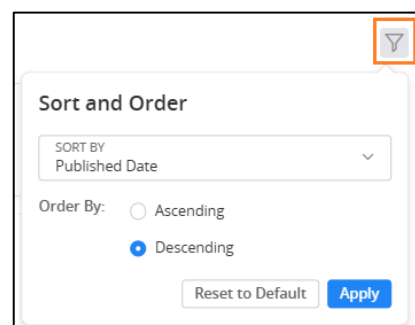 Sort and Order
SORT BY
Published Date
Order By:
Ascending
Descending
Reset to Default
Apply